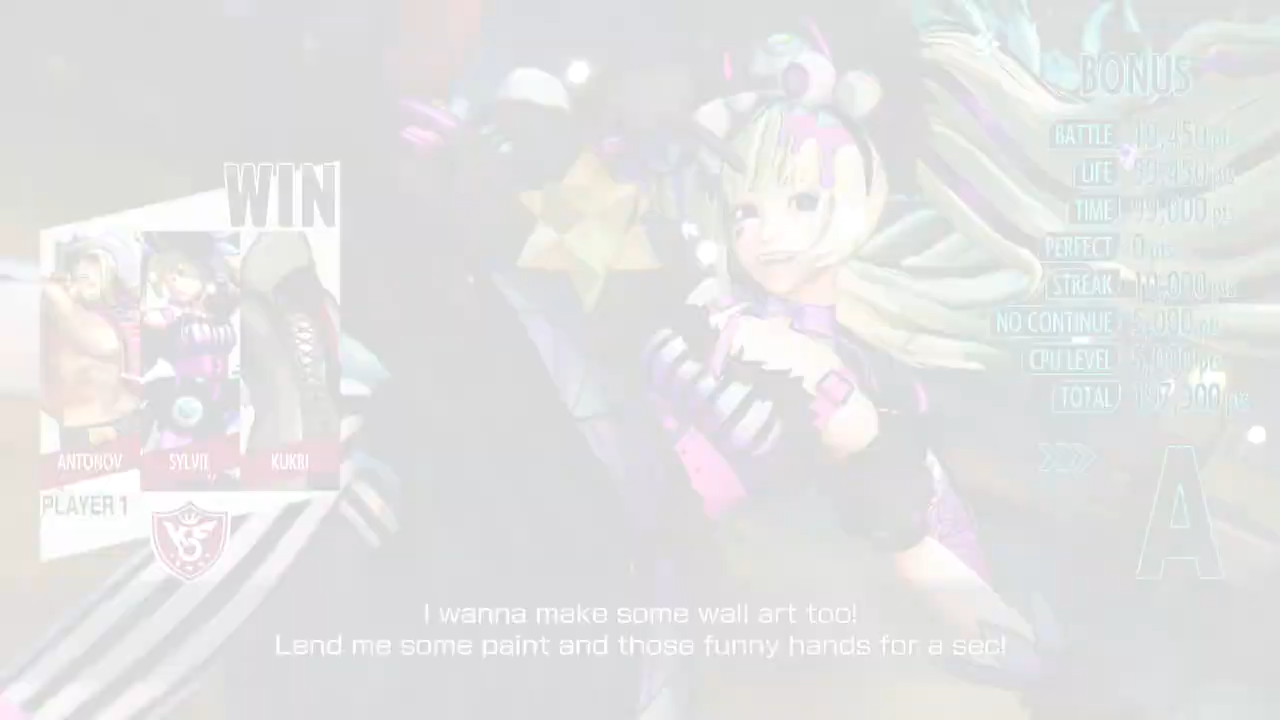 WIN
ANTONOV
SYLVIE
KUKRI
PLAYER 1
BONUS
BATTLE
LIFE
TIME
PERFECT 0
STREAK
NO CONTINUE
CPU LEVEL
TOTAL
A
I wanna make some wall art too!
Lend me some paint and those funny hands for a sec!